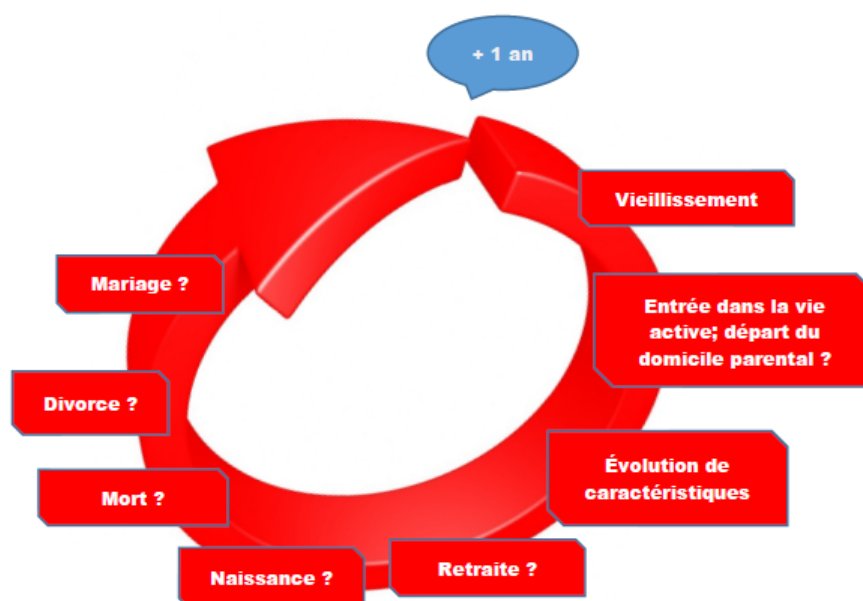 + 1 an
Vieillissement
Entrée dans la vie
active; départ du
domicile parental ?
Évolution de
caractéristiques
Retraite ?
Naissance ?
Mort ?
Divorce ?
Mariage ?